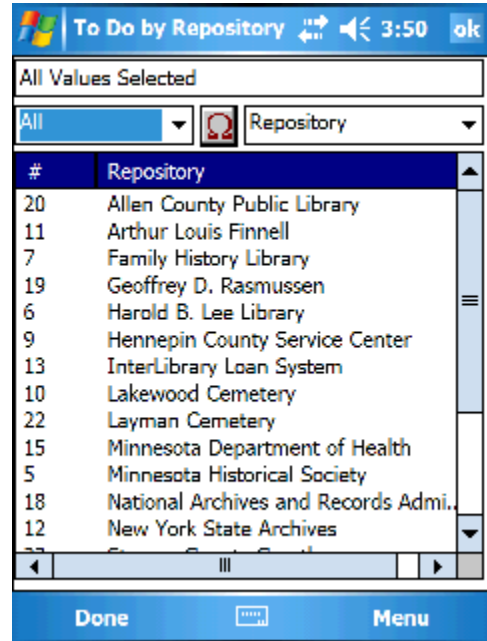 To Do by Repository 3:50 ok
All Values Selected
All Ω Repository
# Repository
20 Allen County Public Library
11 Arthur Louis Finnell
7 Family History Library
19 Geoffrey D. Rasmussen
6 Harold B. Lee Library
9 Hennepin County Service Center
13 InterLibrary Loan System
10 Lakewood Cemetery
22 Layman Cemetery
15 Minnesota Department of Health
5 Minnesota Historical Society
18 National Archives and Records Admi..
12 New York State Archives
Done Menu